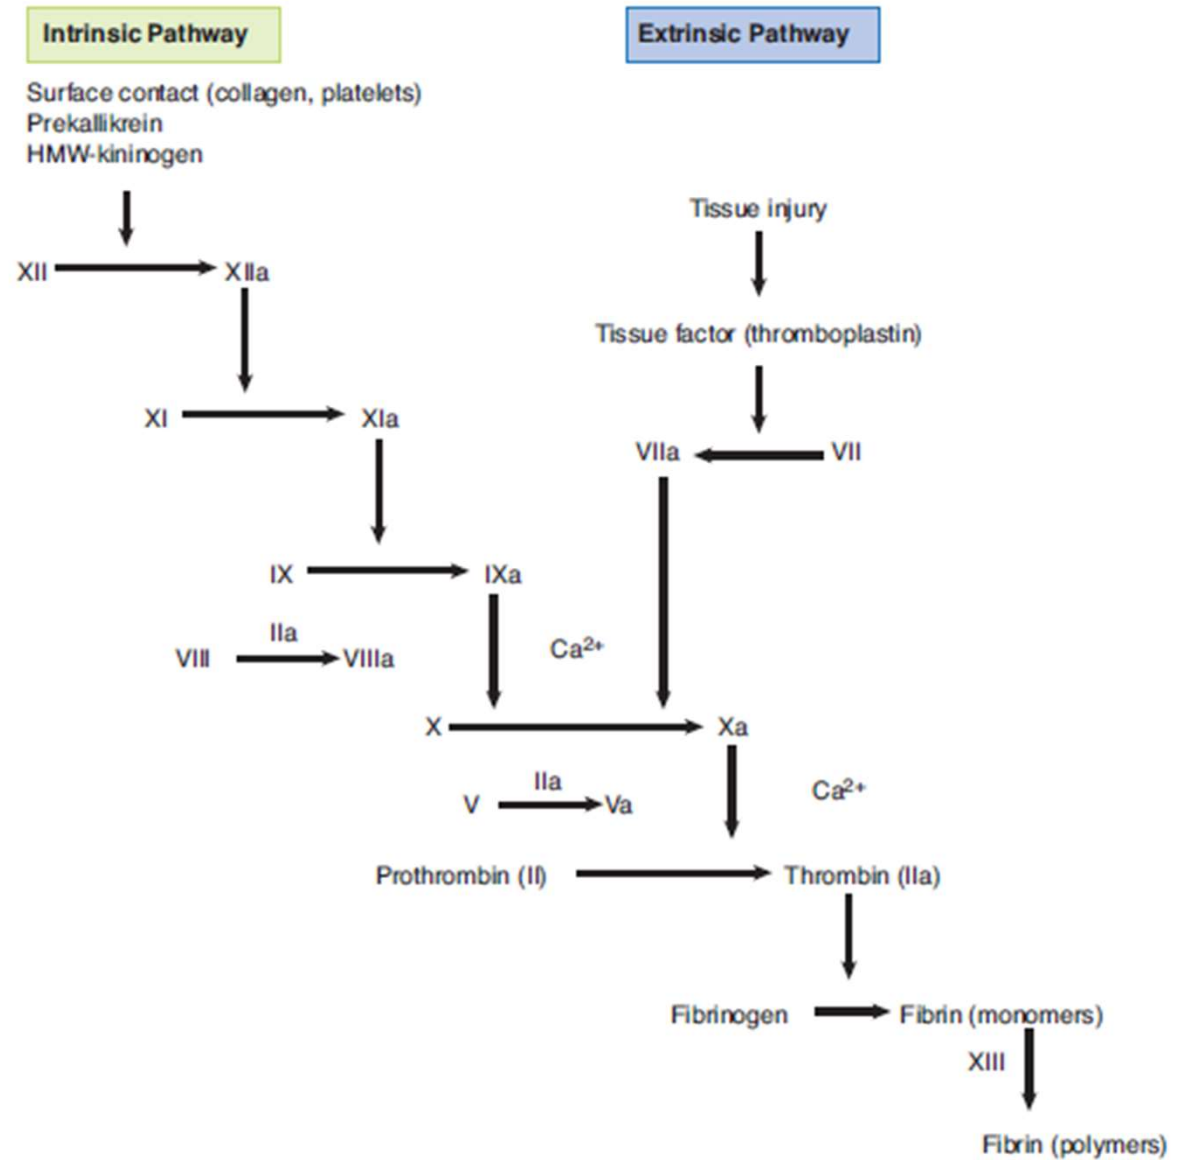 Intrinsic Pathway
Extrinsic Pathway
Surface contact (collagen, platelets)
Prekallikrein
HMW-kininogen
Tissue injury
XII
XIIa
Tissue factor (thromboplastin)
XI
XIa
VIIa
VII
IX
IXa
IIa
VIII
VIIIa
Ca2+
X
Xa
IIa
V
Va
Ca2+
Prothrombin (II)
Thrombin (IIa)
Fibrinogen
Fibrin (monomers)
XIII
Fibrin (polymers)